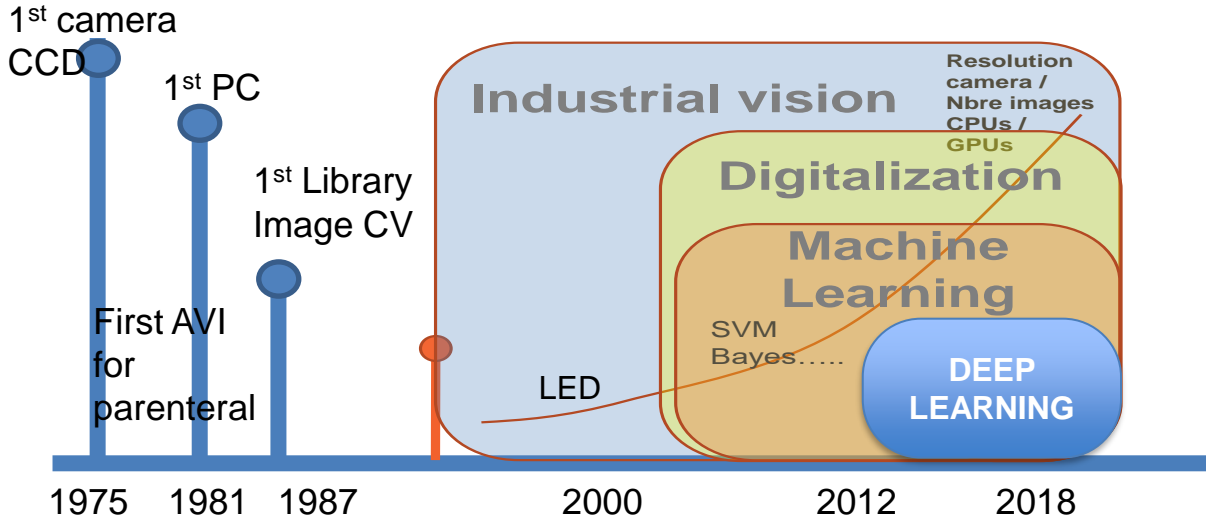 1st camera
CCD
1st PC
1st Library
Image CV
First AVI
for
parenteral
Industrial vision
Resolution
camera /
Nbre images
CPUs /
GPUs
Digitalization
Machine
Learning
SVM
Bayes.....
LED
DEEP
LEARNING
1975
1981
1987
2000
2012
2018